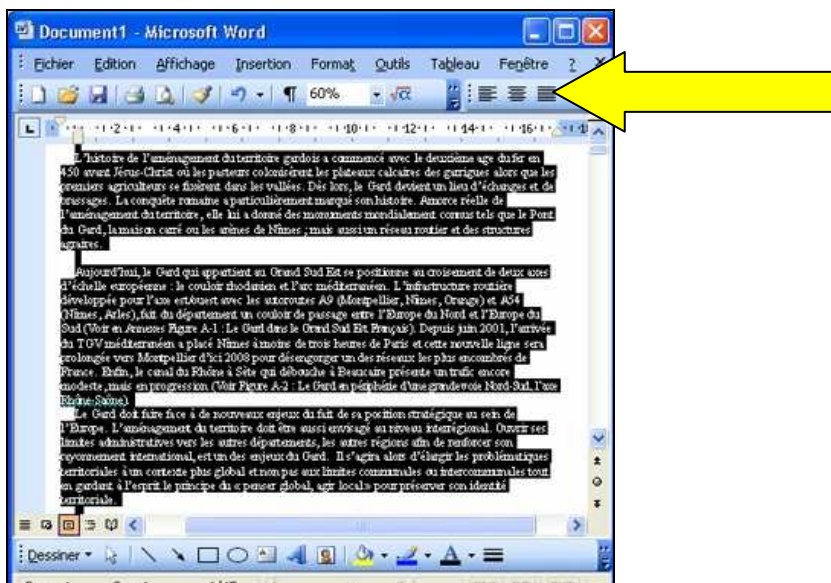 Document1 - Microsoft Word
Fichier Edition Affichage Insertion Format Outils Tableau Fenêtre ?
60%
2 4 6 8 10 12 14 16
L'histoire de l'aménagement du territoire gardois a commencé avec le deuxième age du fer en
450 avant Jésus-Christ où les pasteurs colonisèrent les plateaux calcaires des garrigues alors que les
premiers agriculteurs se fixèrent dans les vallées. Dès lors, le Gard devient un lieu d'échanges et de
brassages. La conquête romaine a particulièrement marqué son histoire. Amorce réelle de
l'aménagement du territoire, elle lui a donné des monuments mondialement connus tels que le Pont
du Gard, la maison carré ou les arènes de Nîmes ; mais aussi un réseau routier et des structures
agraires.
Aujourd'hui, le Gard qui appartient au Grand Sud Est se positionne au croisement de deux axes
d'échelle européenne : le couloir rhodanien et l'arc méditerranéen. L'infrastructure routière
développée pour l'axe est/ouest avec les autoroutes A9 (Montpellier, Nîmes, Orange) et A54
(Nîmes, Arles), fait du département un couloir de passage entre l'Europe du Nord et l'Europe du
Sud (Voir en Annexes Figure A-1 : Le Gard dans le Grand Sud Est Français). Depuis juin 2001, l'arrivée
du TGV méditerranéen a placé Nîmes à moins de trois heures de Paris et cette nouvelle ligne sera
prolongée vers Montpellier d'ici 2008 pour désengorger un des réseaux les plus encombrés de
France. Enfin, le canal du Rhône à Sète qui débouche à Beaucaire présente un trafic encore
modeste, mais en progression (Voir Figure A-2 : Le Gard en périphérie d'une grande voie Nord-Sud, l'axe
Rhône-Saône).
Le Gard doit faire face à de nouveaux enjeux du fait de sa position stratégique au sein de
l'Europe. L'aménagement du territoire doit être aussi envisagé au niveau interrégional. Ouvrir ses
limites administratives vers les autres départements, les autres régions afin de renforcer son
rayonnement international, est un des enjeux du Gard. Il s'agira alors d'élargir les problématiques
territoriales à un contexte plus global et non pas aux limites communales ou intercommunales tout
en gardant à l'esprit le principe du « penser global, agir local » pour préserver son identité
territoriale.
Dessiner